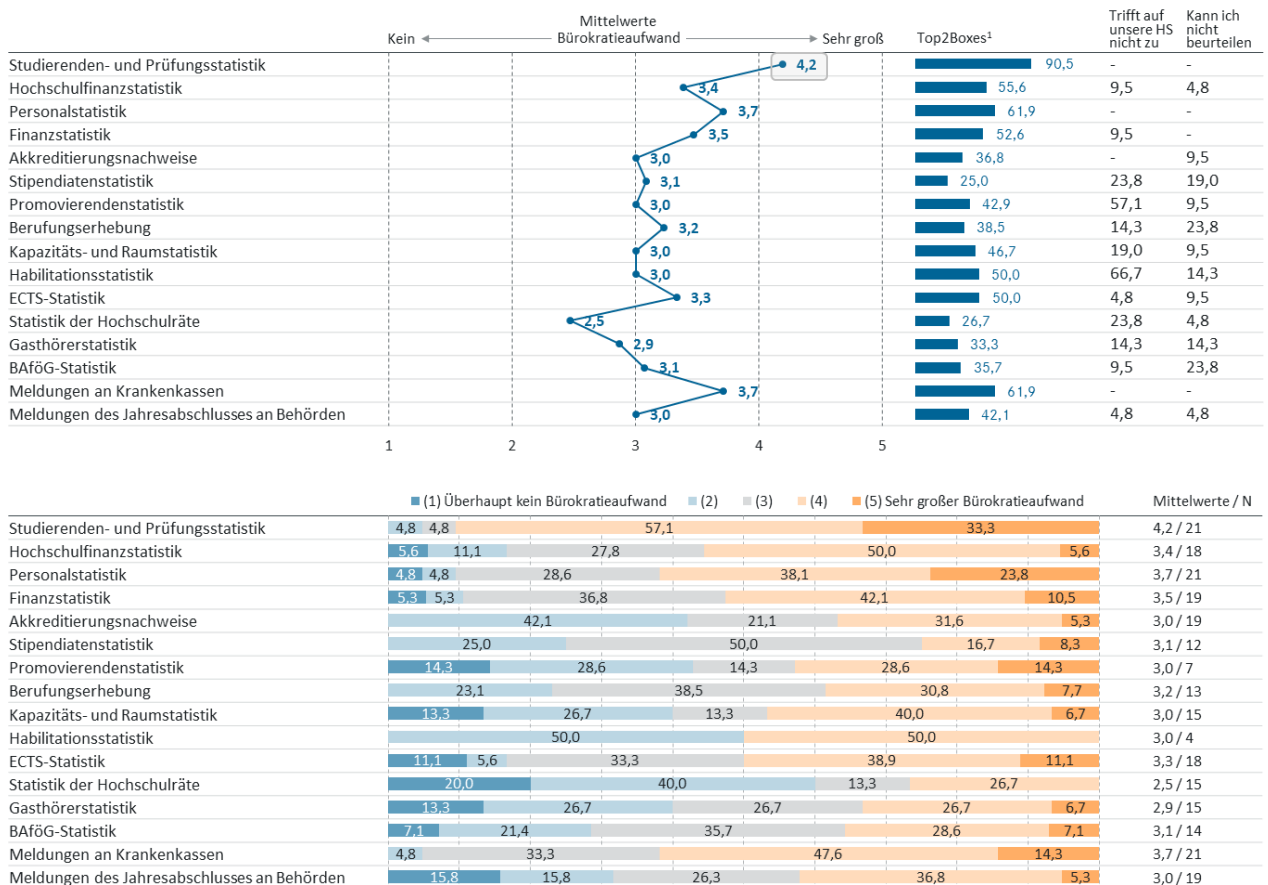 Mittelwerte
Kein Bürokratieaufwand Sehr groß Top2Boxes¹ Trifft auf unsere HS nicht zu Kann ich nicht beurteilen
Studierenden- und Prüfungsstatistik 4,2 90,5 - -
Hochschulfinanzstatistik 3,4 55,6 9,5 4,8
Personalstatistik 3,7 61,9 - -
Finanzstatistik 3,5 52,6 9,5 -
Akkreditierungsnachweise 3,0 36,8 - 9,5
Stipendiatenstatistik 3,1 25,0 23,8 19,0
Promovierendenstatistik 3,0 42,9 57,1 9,5
Berufungserhebung 3,2 38,5 14,3 23,8
Kapazitäts- und Raumstatistik 3,0 46,7 19,0 9,5
Habilitationsstatistik 3,0 50,0 66,7 14,3
ECTS-Statistik 3,3 50,0 4,8 9,5
Statistik der Hochschulräte 2,5 26,7 23,8 4,8
Gasthörerstatistik 2,9 33,3 14,3 14,3
BAföG-Statistik 3,1 35,7 9,5 23,8
Meldungen an Krankenkassen 3,7 61,9 - -
Meldungen des Jahresabschlusses an Behörden 3,0 42,1 4,8 4,8
1 2 3 4 5
(1) Überhaupt kein Bürokratieaufwand (2) (3) (4) (5) Sehr großer Bürokratieaufwand Mittelwerte / N
Studierenden- und Prüfungsstatistik 4,8 4,8 57,1 33,3 4,2 / 21
Hochschulfinanzstatistik 5,6 11,1 27,8 50,0 5,6 3,4 / 18
Personalstatistik 4,8 4,8 28,6 38,1 23,8 3,7 / 21
Finanzstatistik 5,3 5,3 36,8 42,1 10,5 3,5 / 19
Akkreditierungsnachweise 42,1 21,1 31,6 5,3 3,0 / 19
Stipendiatenstatistik 25,0 50,0 16,7 8,3 3,1 / 12
Promovierendenstatistik 14,3 28,6 14,3 28,6 14,3 3,0 / 7
Berufungserhebung 23,1 38,5 30,8 7,7 3,2 / 13
Kapazitäts- und Raumstatistik 13,3 26,7 13,3 40,0 6,7 3,0 / 15
Habilitationsstatistik 50,0 50,0 3,0 / 4
ECTS-Statistik 11,1 5,6 33,3 38,9 11,1 3,3 / 18
Statistik der Hochschulräte 20,0 40,0 13,3 26,7 2,5 / 15
Gasthörerstatistik 13,3 26,7 26,7 26,7 6,7 2,9 / 15
BAföG-Statistik 7,1 21,4 35,7 28,6 7,1 3,1 / 14
Meldungen an Krankenkassen 4,8 33,3 47,6 14,3 3,7 / 21
Meldungen des Jahresabschlusses an Behörden 15,8 15,8 26,3 36,8 5,3 3,0 / 19